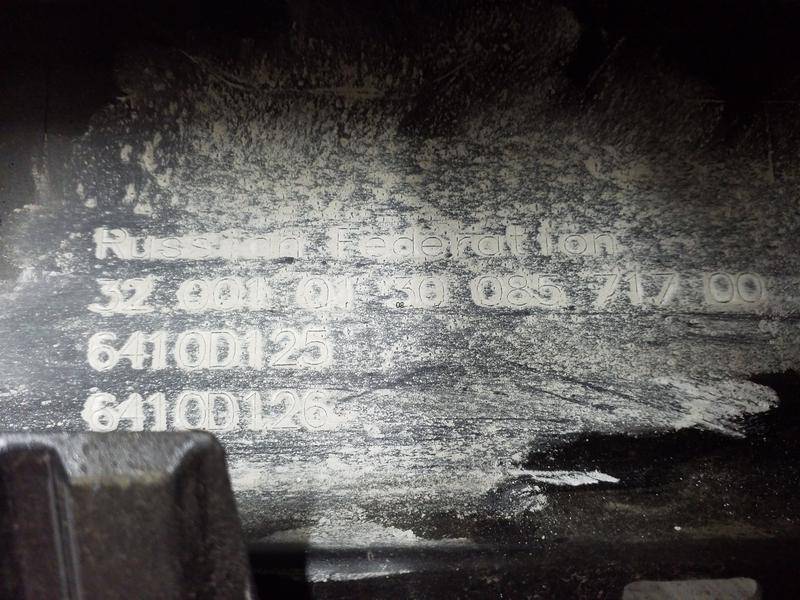 Russian Federation
32 001 01 30 085 717 00
6410D125
6410D126